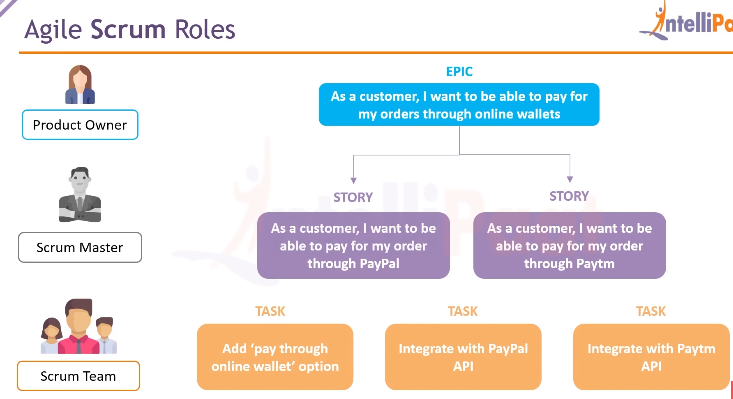 Agile Scrum Roles
ntelliPa
EPIC
As a customer, I want to be able to pay for
my orders through online wallets
Product Owner
STORY
STORY
As a customer, I want to be
able to pay for my order
through PayPal
As a customer, I want to be
able to pay for my order
through Paytm
Scrum Master
TASK
TASK
TASK
Add ‘pay through
online wallet’ option
Integrate with PayPal
API
Integrate with Paytm
API
Scrum Team